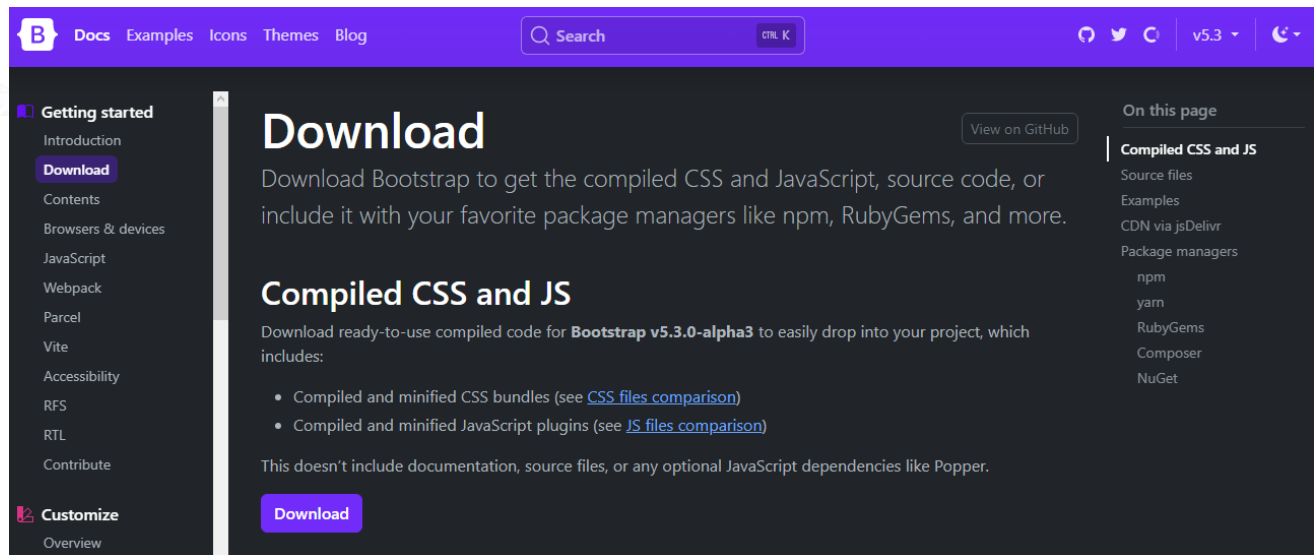 B Docs Examples Icons Themes Blog Search CTRL K v5.3
Getting started
Introduction
Download
Contents
Browsers & devices
JavaScript
Webpack
Parcel
Vite
Accessibility
RFS
RTL
Contribute
Customize
Overview
Download
View on GitHub
Download Bootstrap to get the compiled CSS and JavaScript, source code, or
include it with your favorite package managers like npm, RubyGems, and more.
Compiled CSS and JS
Download ready-to-use compiled code for Bootstrap v5.3.0-alpha3 to easily drop into your project, which
includes:
• Compiled and minified CSS bundles (see CSS files comparison)
• Compiled and minified JavaScript plugins (see JS files comparison)
This doesn’t include documentation, source files, or any optional JavaScript dependencies like Popper.
Download
On this page
Compiled CSS and JS
Source files
Examples
CDN via jsDelivr
Package managers
npm
yarn
RubyGems
Composer
NuGet